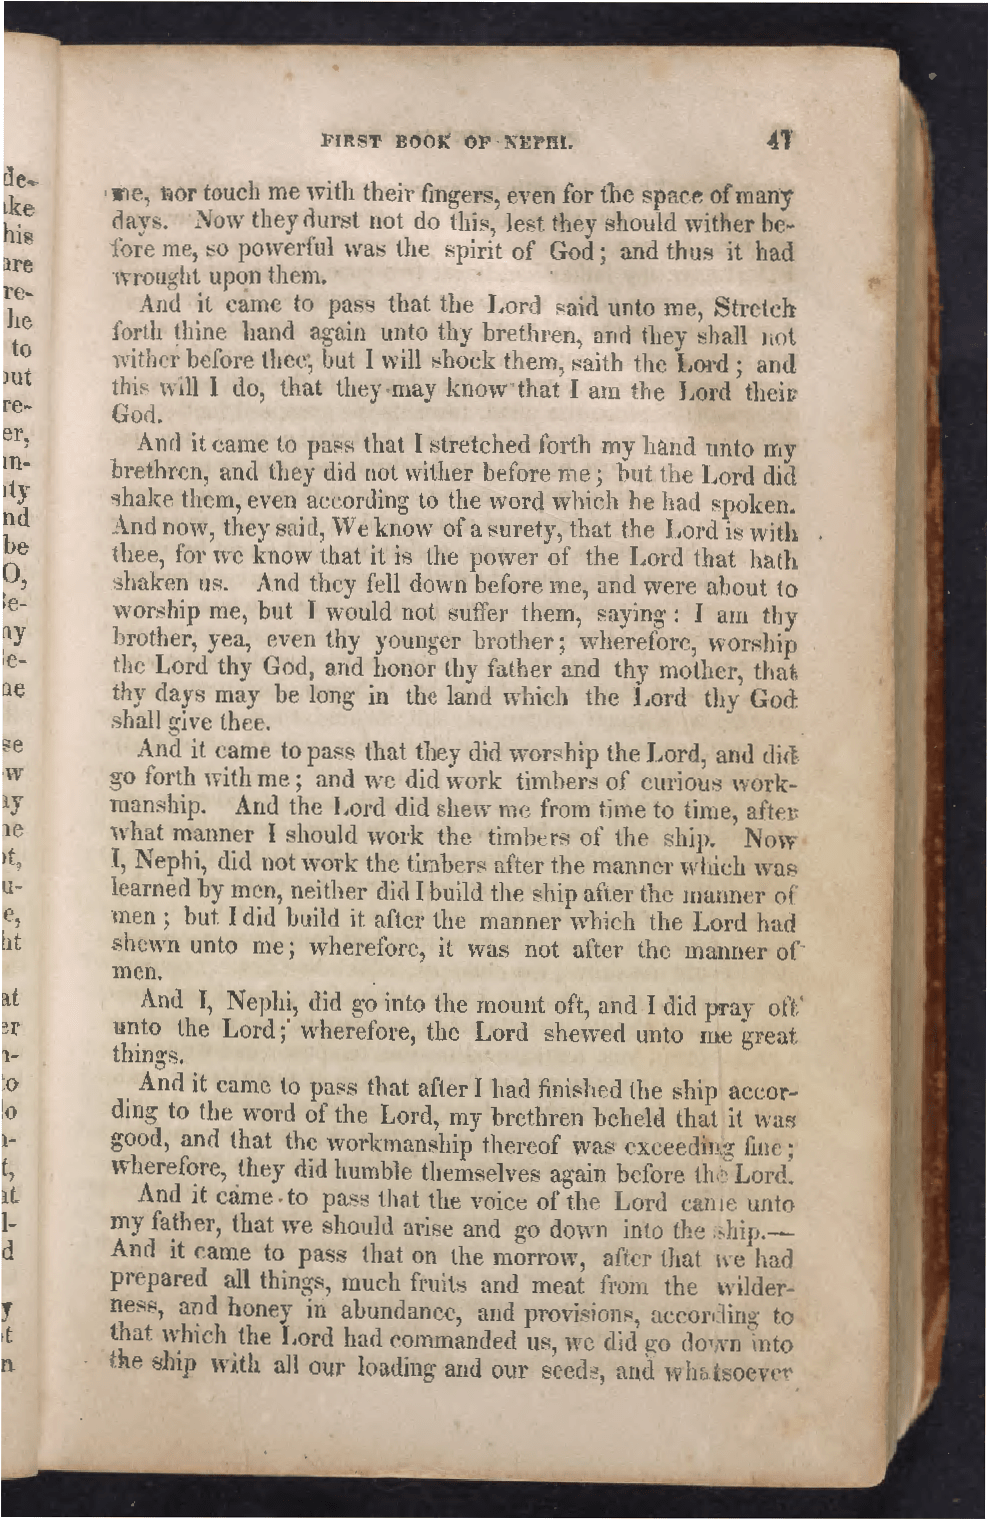 FIRST BOOK OF NEPHI. 47
me, nor touch me with their fingers, even for the space of many
days. Now they durst not do this, lest they should wither be-
fore me, so powerful was the spirit of God; and thus it had
wrought upon them.
And it came to pass that the Lord said unto me, Stretch
forth thine hand again unto thy brethren, and they shall not
wither before thee, but I will shock them, saith the Lord; and
this will I do, that they may know that I am the Lord their
God.
And it came to pass that I stretched forth my hand unto my
brethren, and they did not wither before me; but the Lord did
shake them, even according to the word which he had spoken.
And now, they said, We know of a surety, that the Lord is with
thee, for we know that it is the power of the Lord that hath
shaken us. And they fell down before me, and were about to
worship me, but I would not suffer them, saying: I am thy
brother, yea, even thy younger brother; wherefore, worship
the Lord thy God, and honor thy father and thy mother, that
thy days may be long in the land which the Lord thy God
shall give thee.
And it came to pass that they did worship the Lord, and did
go forth with me; and we did work timbers of curious work-
manship. And the Lord did shew me from time to time, after
what manner I should work the timbers of the ship. Now
I, Nephi, did not work the timbers after the manner which was
learned by men, neither did I build the ship after the manner of
men; but I did build it after the manner which the Lord had
shewn unto me; wherefore, it was not after the manner of
men.
And I, Nephi, did go into the mount oft, and I did pray oft
unto the Lord; wherefore, the Lord shewed unto me great
things.
And it came to pass that after I had finished the ship accor-
ding to the word of the Lord, my brethren beheld that it was
good, and that the workmanship thereof was exceeding fine;
wherefore, they did humble themselves again before the Lord.
And it came to pass that the voice of the Lord came unto
my father, that we should arise and go down into the ship.—
And it came to pass that on the morrow, after that we had
prepared all things, much fruits and meat from the wilder-
ness, and honey in abundance, and provisions, according to
that which the Lord had commanded us, we did go down into
the ship with all our loading and our seeds, and whatsoever